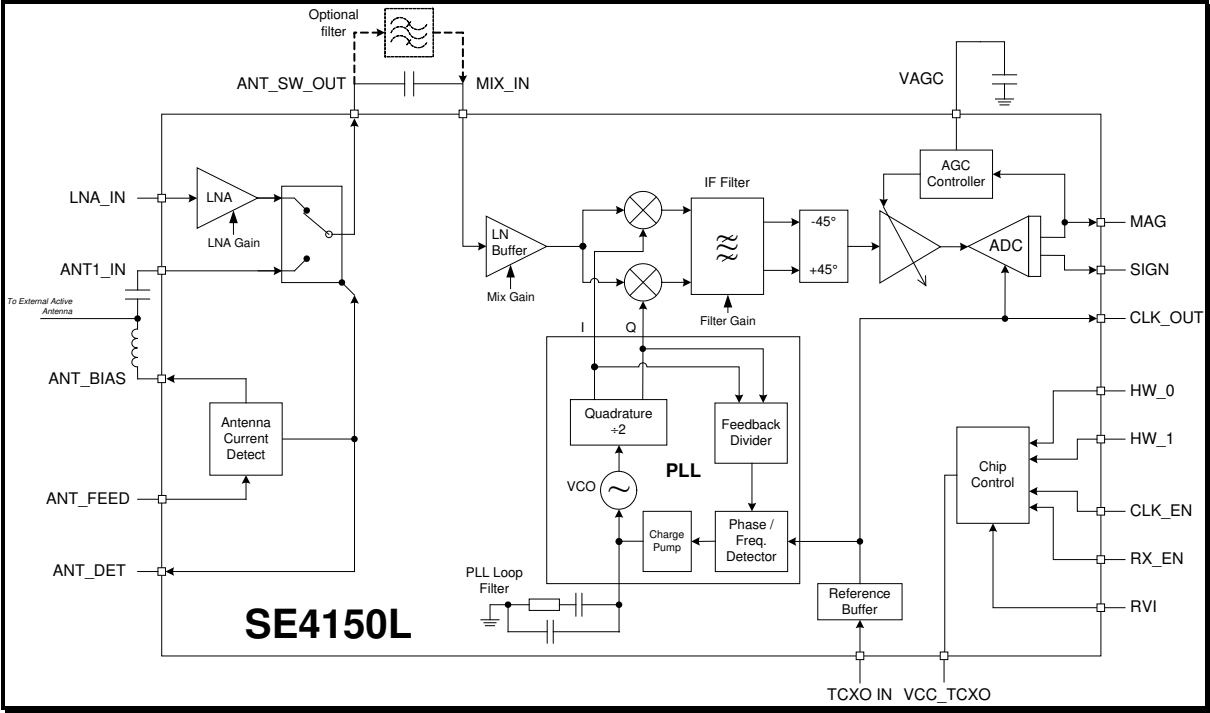 Optional
filter
ANT_SW_OUT
MIX_IN
VAGC
AGC
Controller
LNA_IN
LNA
LNA Gain
IF Filter
MAG
LN
Buffer
-45°
+45°
ADC
ANT1_IN
SIGN
Mix Gain
To External Active
Antenna
Filter Gain
CLK_OUT
I
Q
ANT_BIAS
HW_0
Antenna
Current
Detect
Quadrature
÷2
Feedback
Divider
HW_1
PLL
Chip
Control
VCO
ANT_FEED
CLK_EN
Charge
Pump
Phase /
Freq.
Detector
RX_EN
ANT_DET
PLL Loop
Filter
Reference
Buffer
RVI
SE4150L
TCXO IN
VCC_TCXO